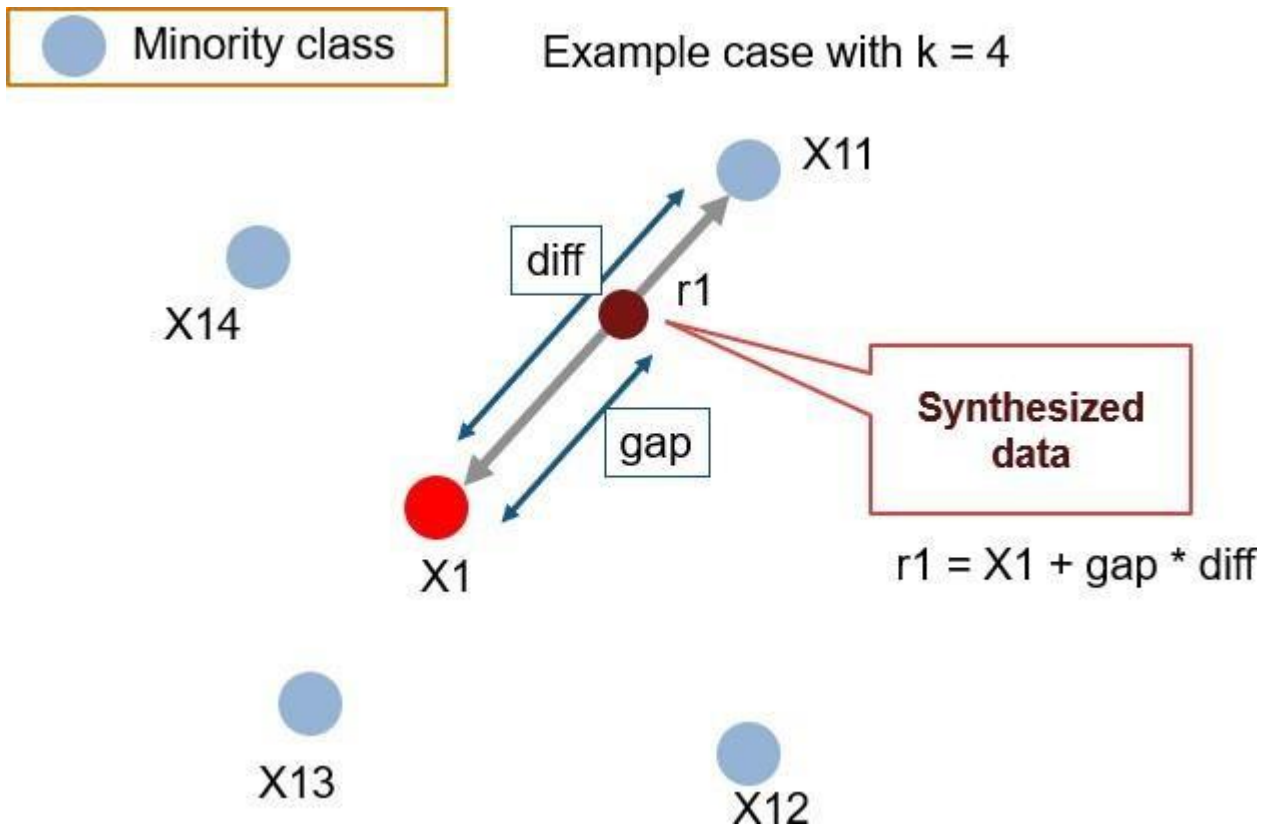 Minority class
Example case with k = 4
X11
diff
r1
X14
Synthesized
data
gap
X1
r1 = X1 + gap * diff
X13
X12